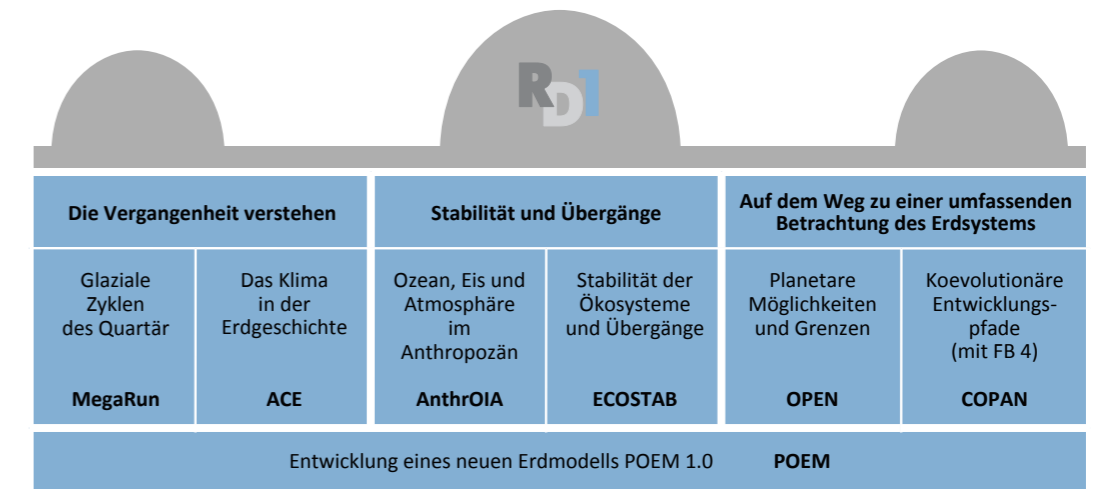 RD1
Die Vergangenheit verstehen
Stabilität und Übergänge
Auf dem Weg zu einer umfassenden
Betrachtung des Erdsystems
Glaziale
Zyklen
des Quartär
MegaRun
Das Klima
in der
Erdgeschichte
ACE
Ozean, Eis und
Atmosphäre
im
Anthropozän
AnthrOIA
Stabilität der
Ökosysteme
und Übergänge
ECOSTAB
Planetare
Möglichkeiten
und Grenzen
OPEN
Koevolutionäre
Entwicklungs-
pfade
(mit FB 4)
COPAN
Entwicklung eines neuen Erdmodells POEM 1.0 POEM